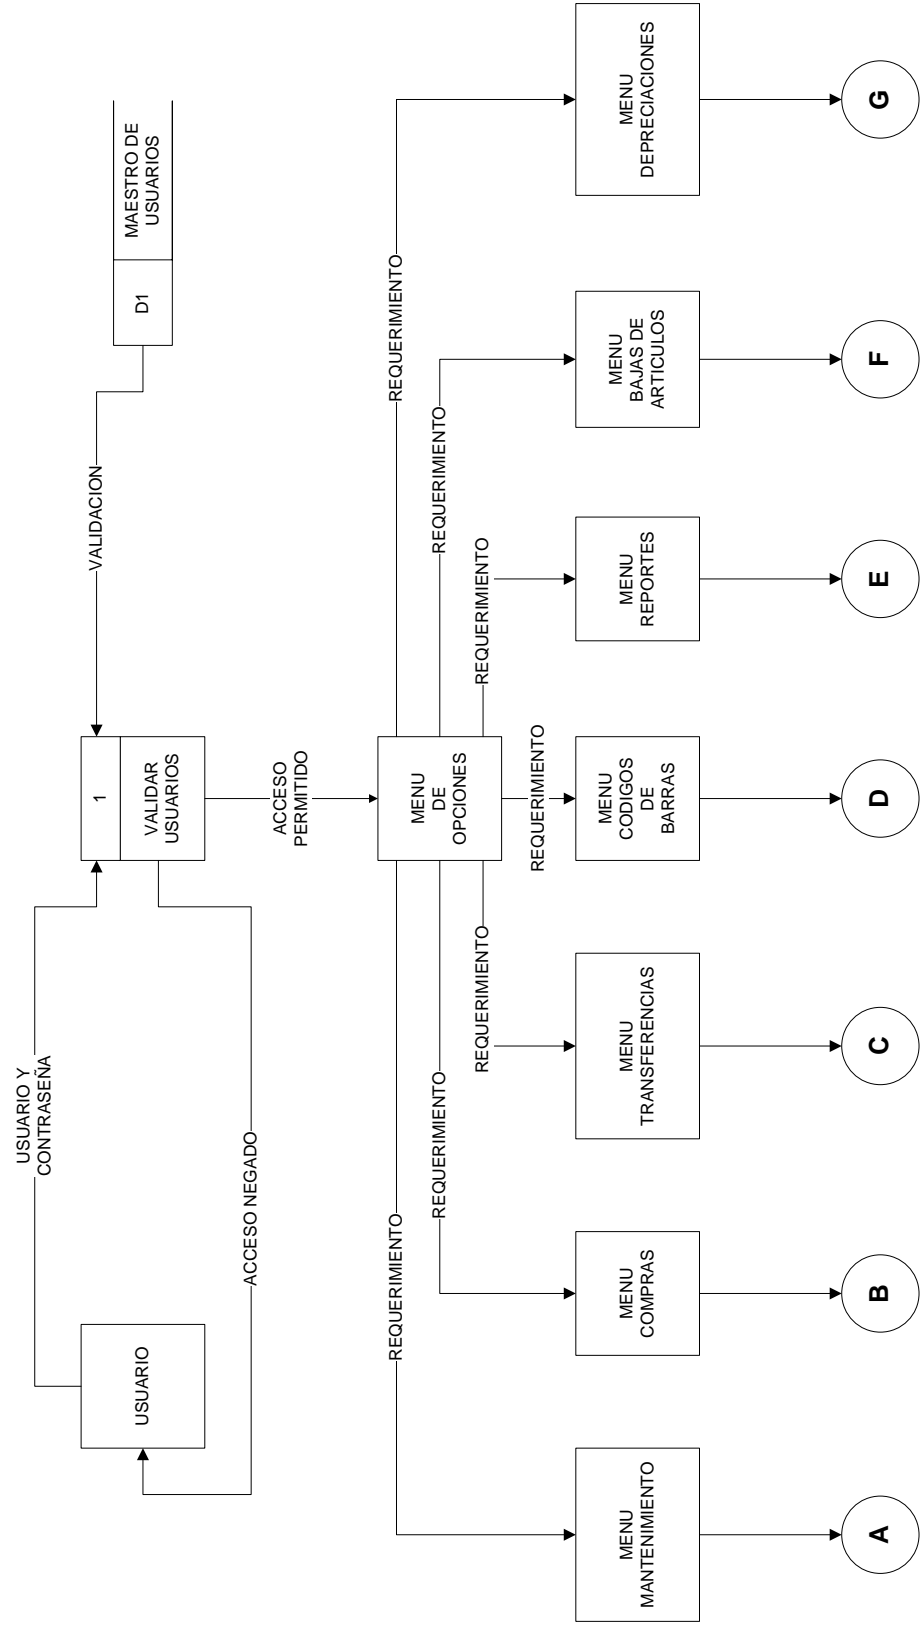 USUARIO Y
CONTRASEÑA
VALIDACION
USUARIO
1
VALIDAR
USUARIOS
D1
MAESTRO DE
USUARIOS
ACCESO NEGADO
ACCESO
PERMITIDO
MENU
DE
OPCIONES
REQUERIMIENTO
REQUERIMIENTO
REQUERIMIENTO
REQUERIMIENTO
REQUERIMIENTO
REQUERIMIENTO
REQUERIMIENTO
MENU
MANTENIMIENTO
MENU
COMPRAS
MENU
TRANSFERENCIAS
MENU
CODIGOS
DE
BARRAS
MENU
REPORTES
MENU
BAJAS DE
ARTICULOS
MENU
DEPRECIACIONES
A
B
C
D
E
F
G